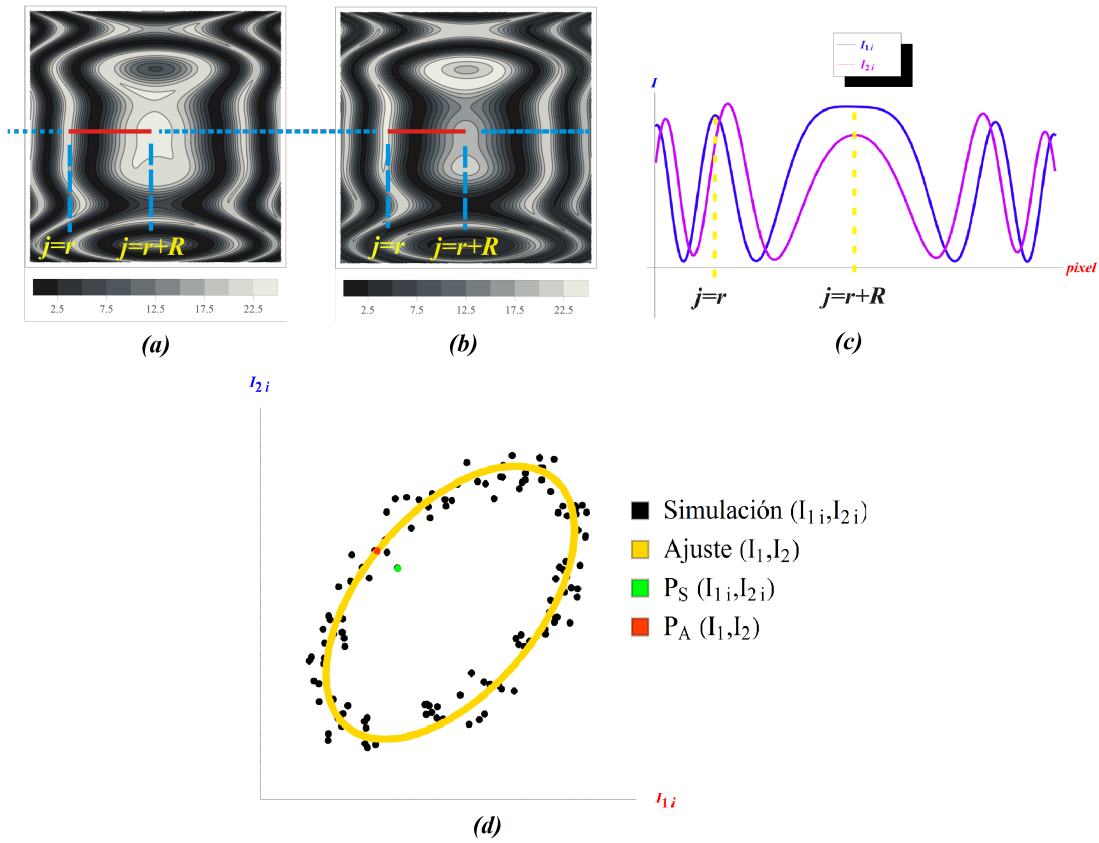 j=r
j=r+R
2.5 7.5 12.5 17.5 22.5
(a)
j=r
j=r+R
2.5 7.5 12.5 17.5 22.5
(b)
I1 i
I2 i
I
pixel
j=r
j=r+R
(c)
I2 i
I1 i
Simulación (I1 i,I2 i)
Ajuste (I1,I2)
PS (I1 i,I2 i)
PA (I1,I2)
(d)